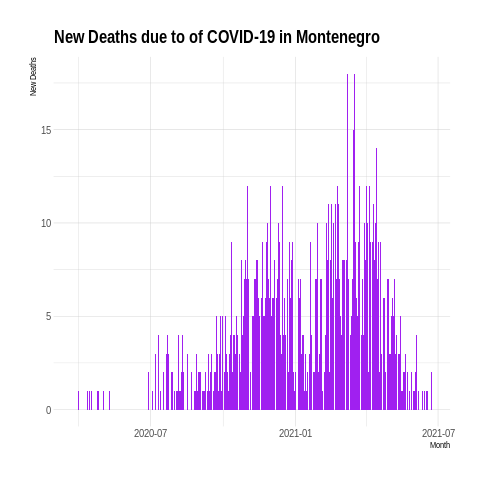 New Deaths due to of COVID-19 in Montenegro
New Deaths
15
10
5
0
2020-07
2021-01
2021-07
Month